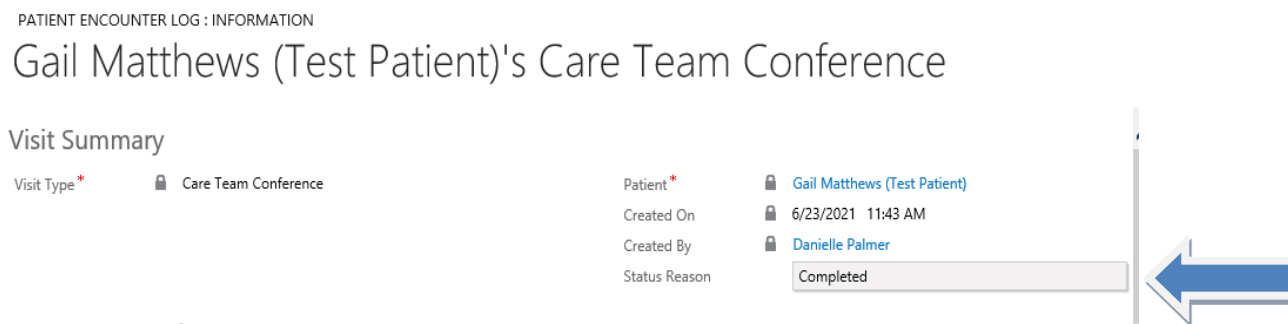 PATIENT ENCOUNTER LOG : INFORMATION
Gail Matthews (Test Patient)'s Care Team Conference
Visit Summary
Visit Type * Care Team Conference
Patient * Gail Matthews (Test Patient)
Created On 6/23/2021 11:43 AM
Created By Danielle Palmer
Status Reason Completed